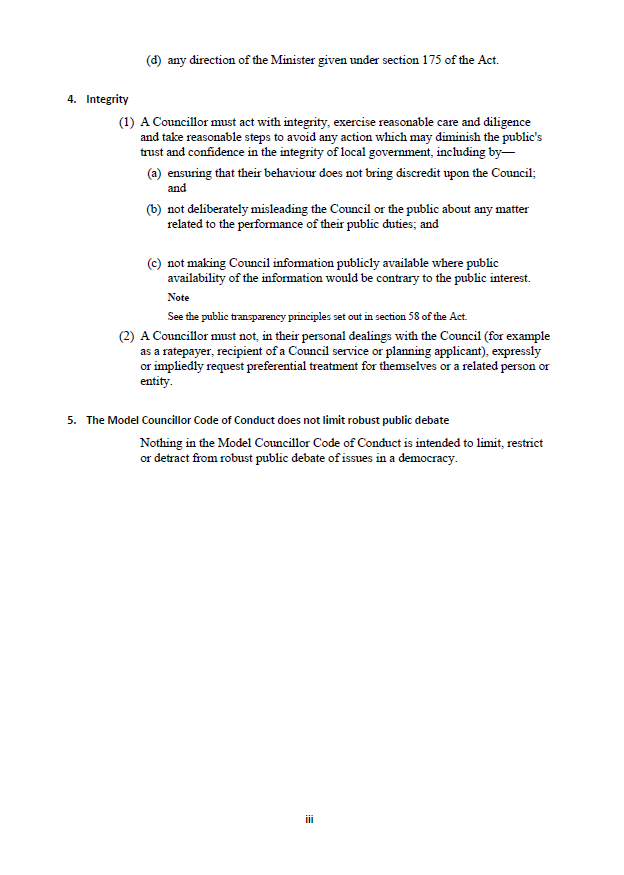 (d) any direction of the Minister given under section 175 of the Act.
4. Integrity
(1) A Councillor must act with integrity, exercise reasonable care and diligence
and take reasonable steps to avoid any action which may diminish the public's
trust and confidence in the integrity of local government, including by—
(a) ensuring that their behaviour does not bring discredit upon the Council;
and
(b) not deliberately misleading the Council or the public about any matter
related to the performance of their public duties; and
(c) not making Council information publicly available where public
availability of the information would be contrary to the public interest.
Note
See the public transparency principles set out in section 58 of the Act.
(2) A Councillor must not, in their personal dealings with the Council (for example
as a ratepayer, recipient of a Council service or planning applicant), expressly
or impliedly request preferential treatment for themselves or a related person or
entity.
5. The Model Councillor Code of Conduct does not limit robust public debate
Nothing in the Model Councillor Code of Conduct is intended to limit, restrict
or detract from robust public debate of issues in a democracy.
iii